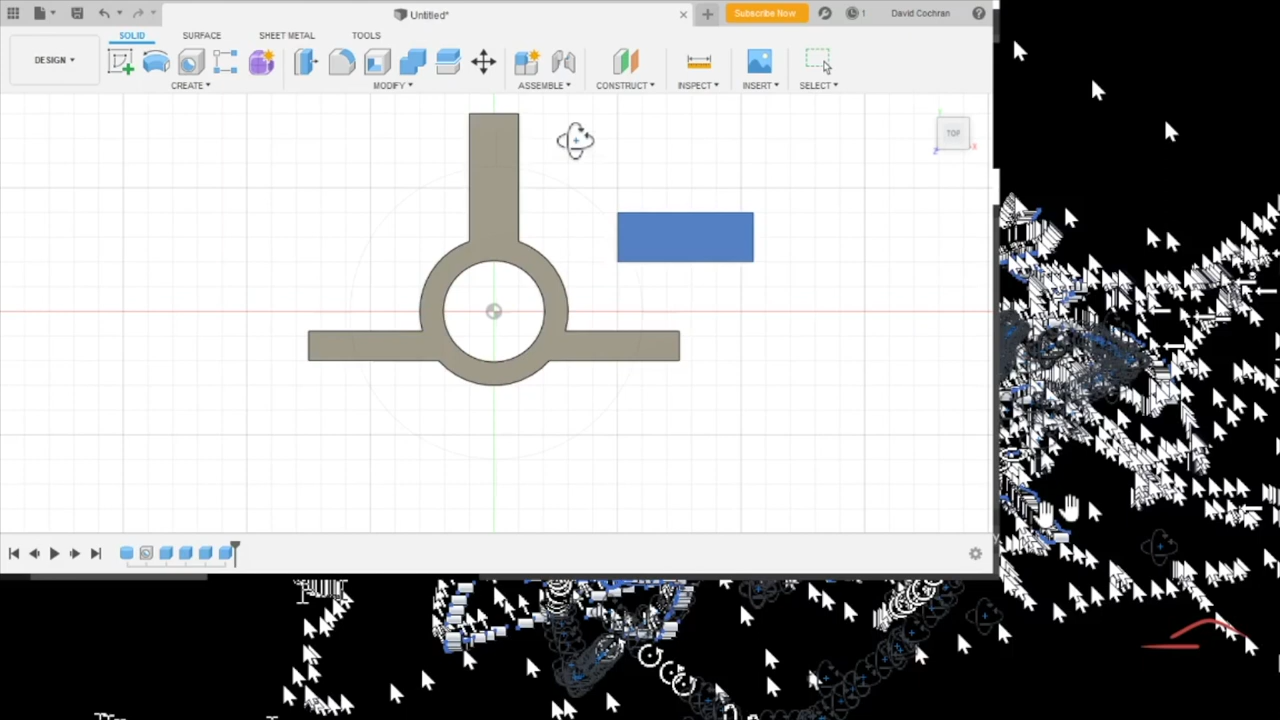 Untitled*
Subscribe Now
1
David Cochran
DESIGN
SOLID
SURFACE
SHEET METAL
TOOLS
CREATE
MODIFY
ASSEMBLE
CONSTRUCT
INSPECT
INSERT
SELECT
Y
TOP
Z
X